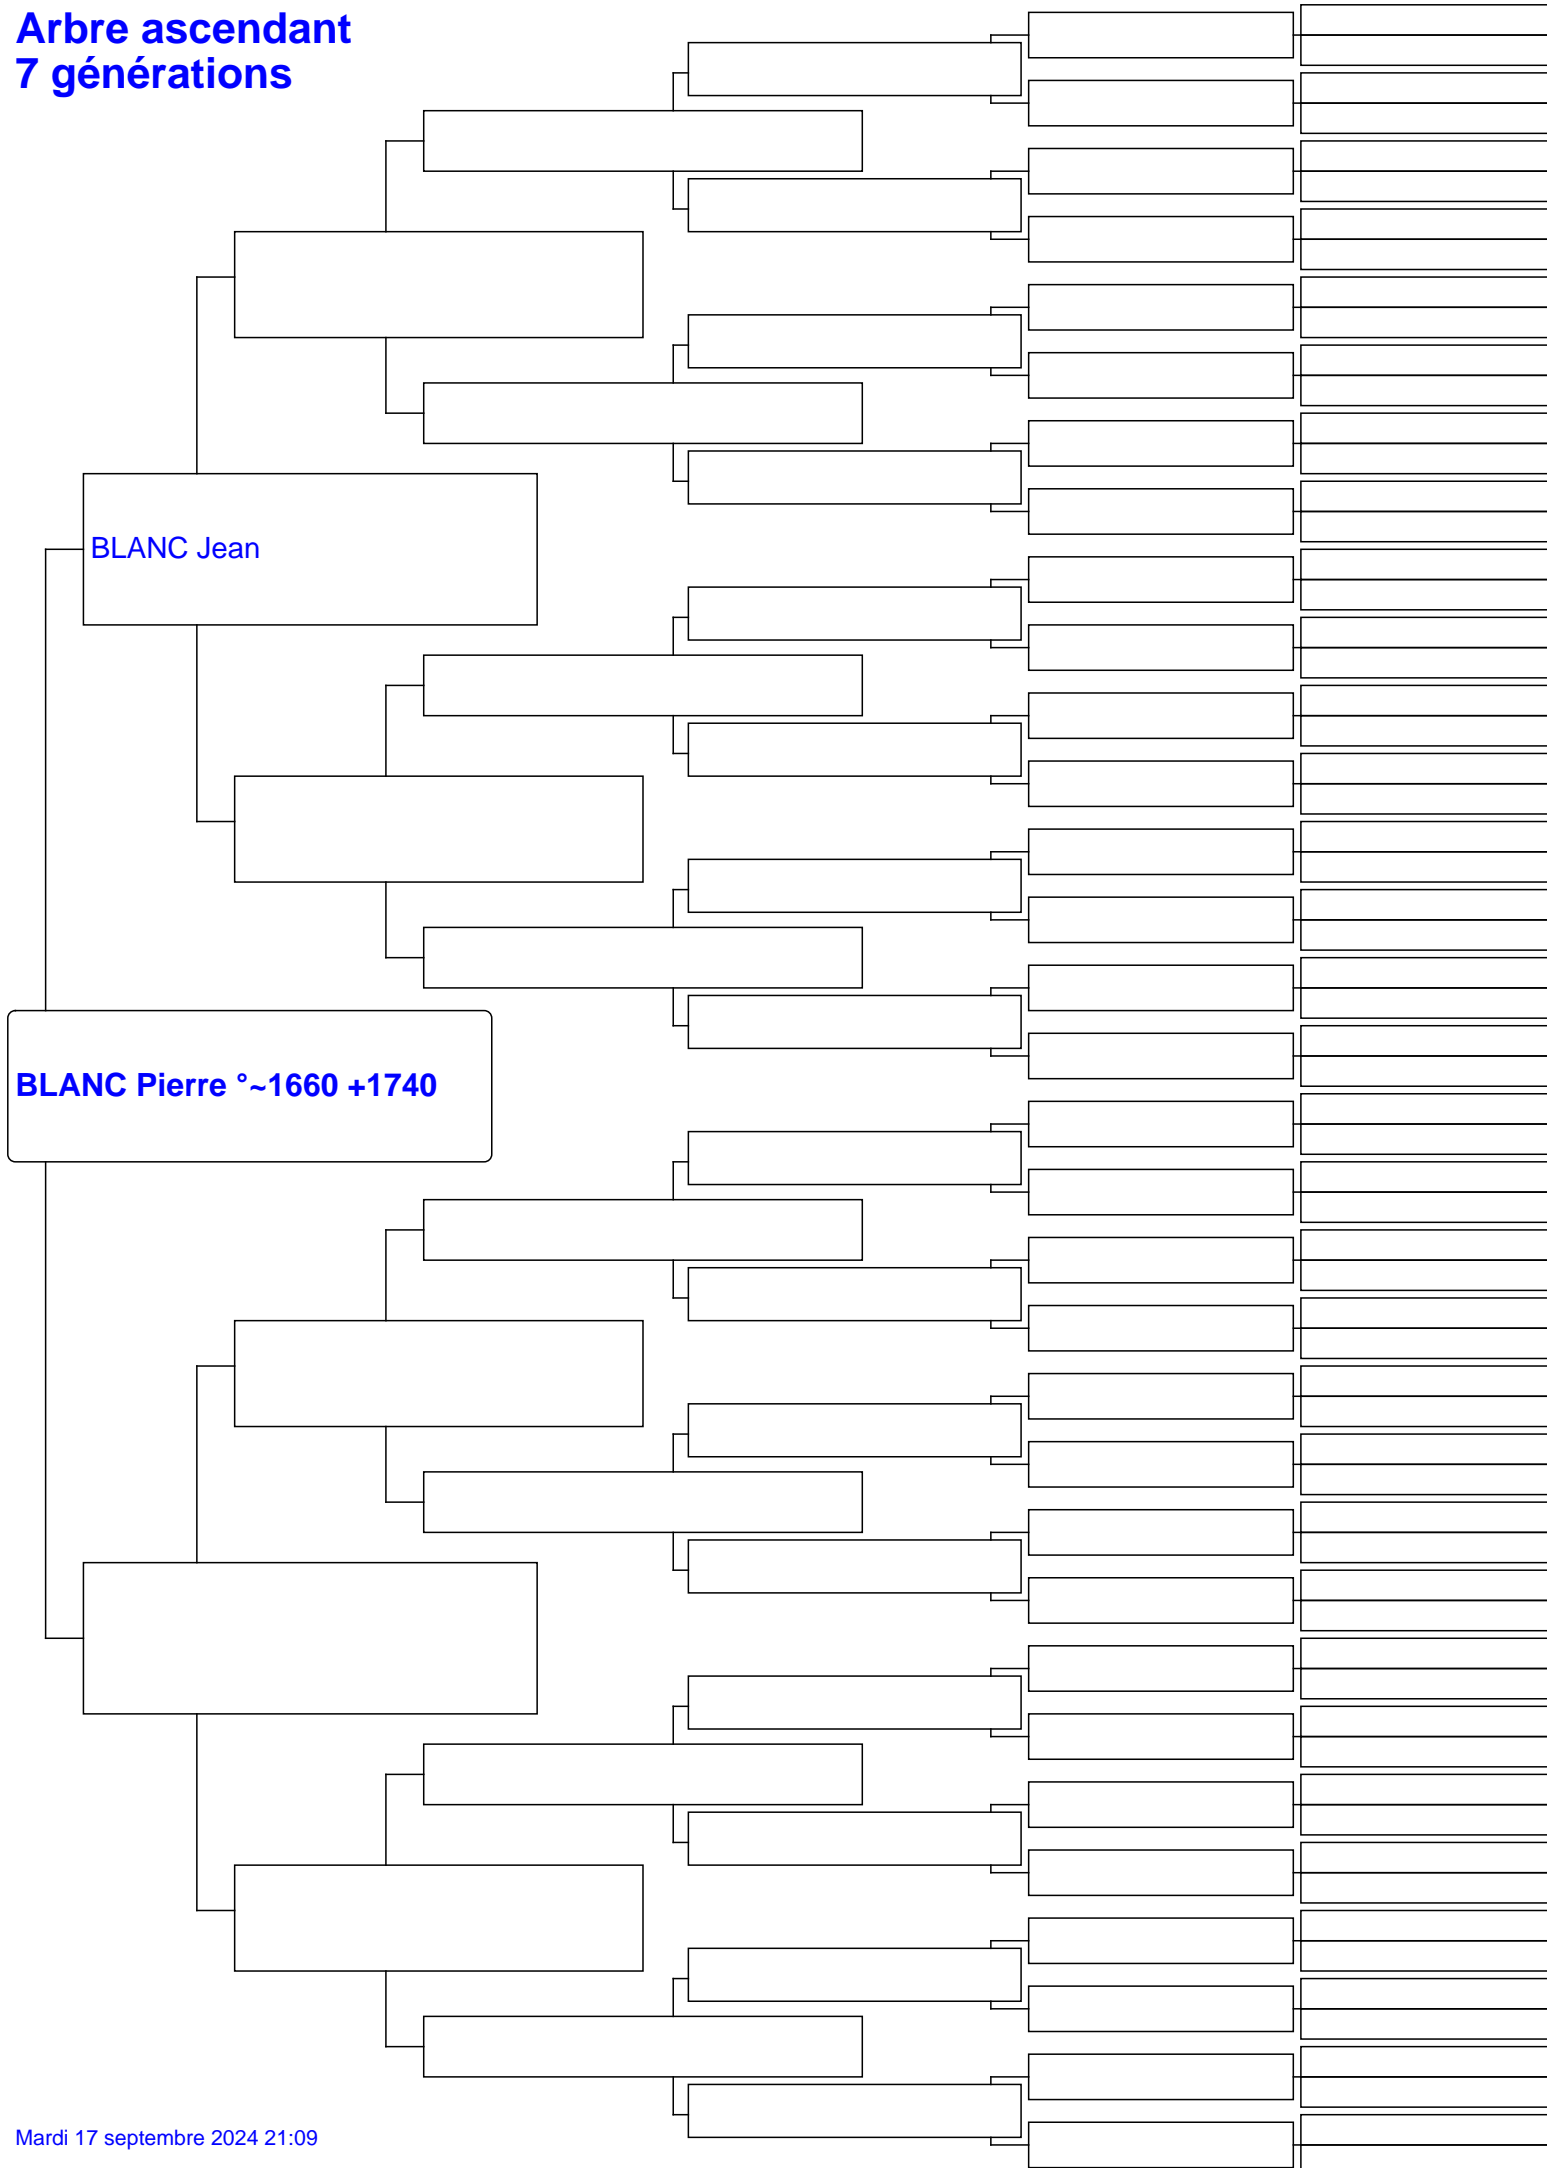 Arbre ascendant
7 générations
BLANC Jean
BLANC Pierre °~1660 +1740
Mardi 17 septembre 2024 21:09